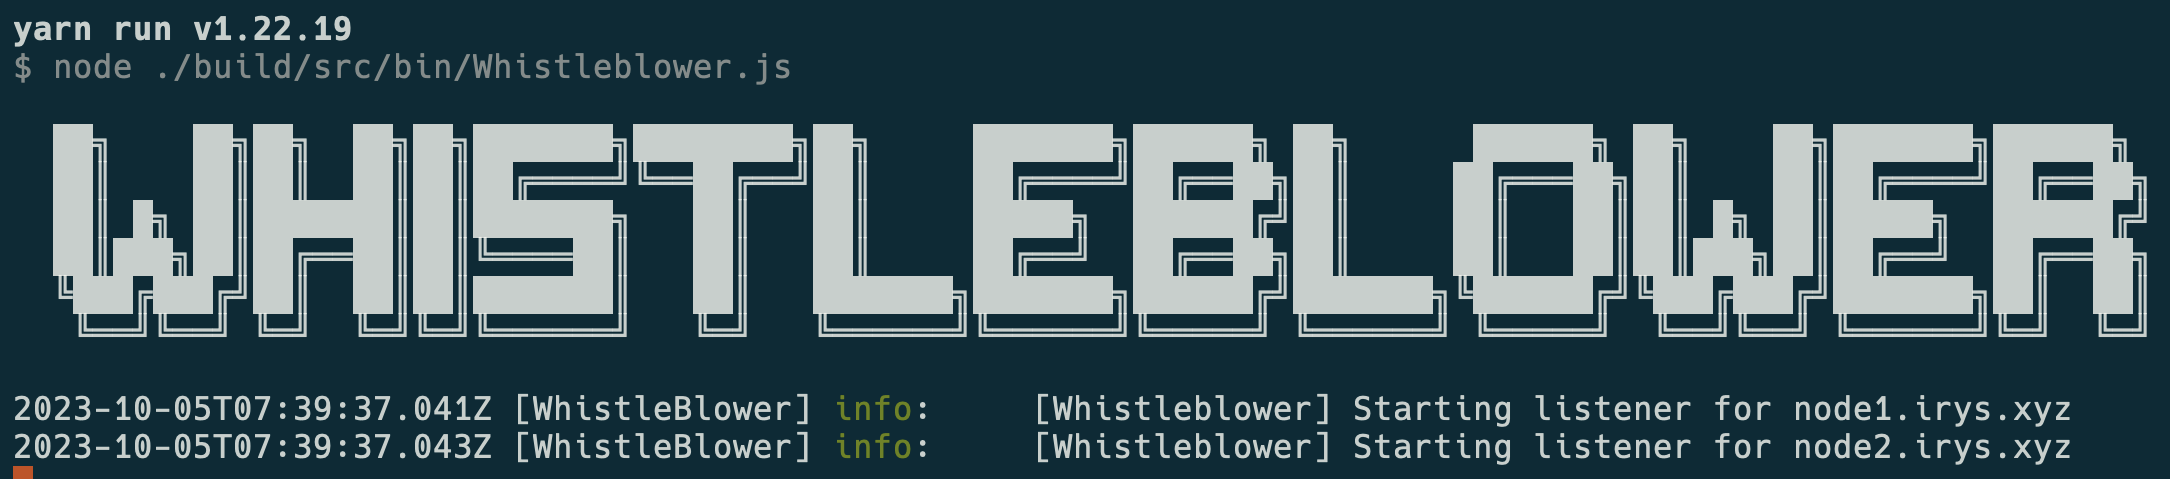 yarn run v1.22.19
$ node ./build/src/bin/Whistleblower.js
WHISTLEBLOWER
2023-10-05T07:39:37.041Z [WhistleBlower] info: [Whistleblower] Starting listener for node1.irys.xyz
2023-10-05T07:39:37.043Z [WhistleBlower] info: [Whistleblower] Starting listener for node2.irys.xyz